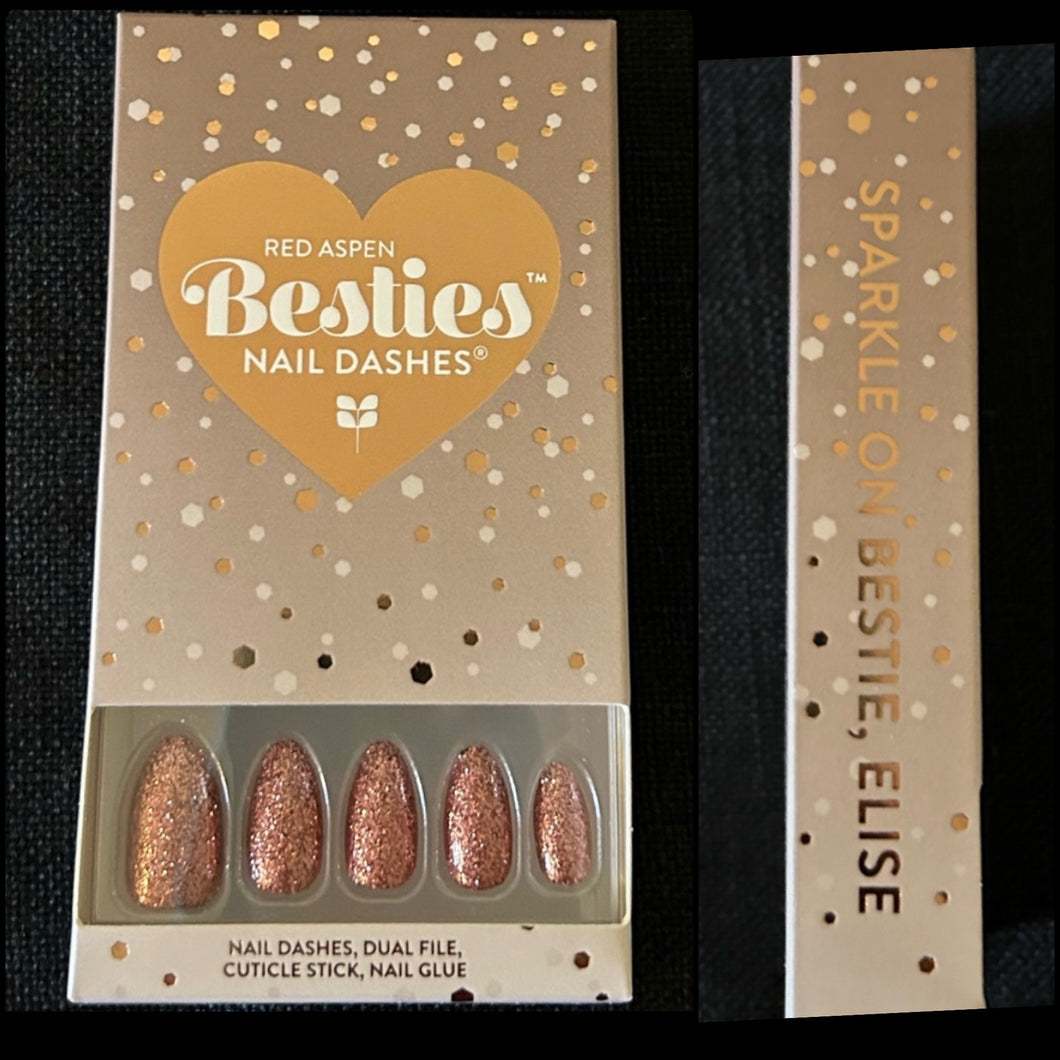 RED ASPEN
Besties™
NAIL DASHES®
NAIL DASHES, DUAL FILE,
CUTICLE STICK, NAIL GLUE
SPARKLE ON BESTIE, ELISE